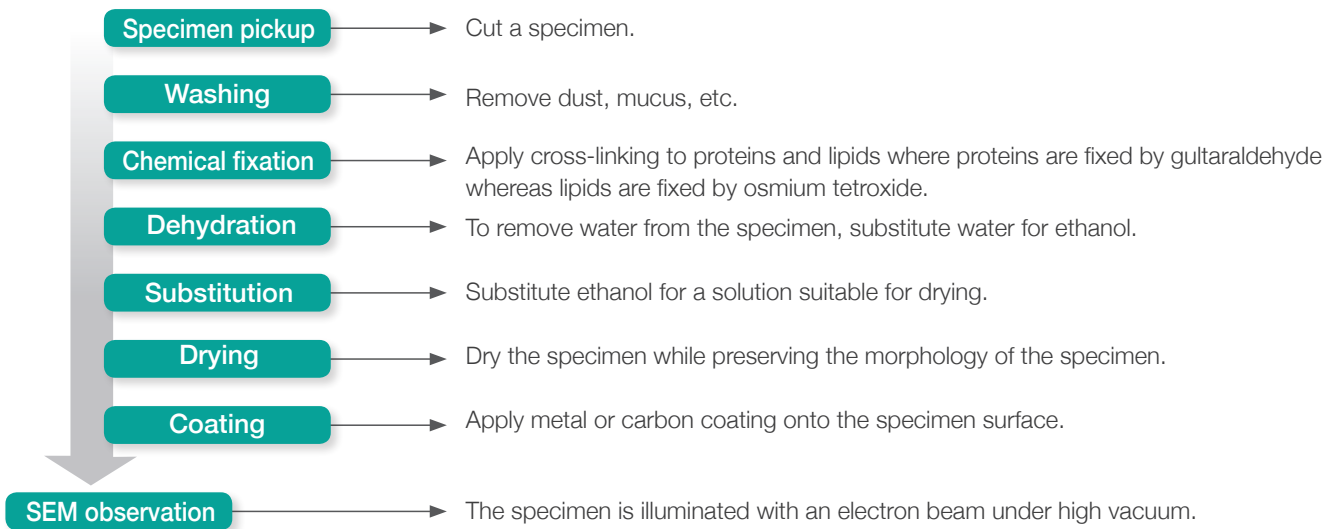 Specimen pickup
Cut a specimen.
Washing
Remove dust, mucus, etc.
Chemical fixation
Apply cross-linking to proteins and lipids where proteins are fixed by gultaraldehyde
whereas lipids are fixed by osmium tetroxide.
Dehydration
To remove water from the specimen, substitute water for ethanol.
Substitution
Substitute ethanol for a solution suitable for drying.
Drying
Dry the specimen while preserving the morphology of the specimen.
Coating
Apply metal or carbon coating onto the specimen surface.
SEM observation
The specimen is illuminated with an electron beam under high vacuum.